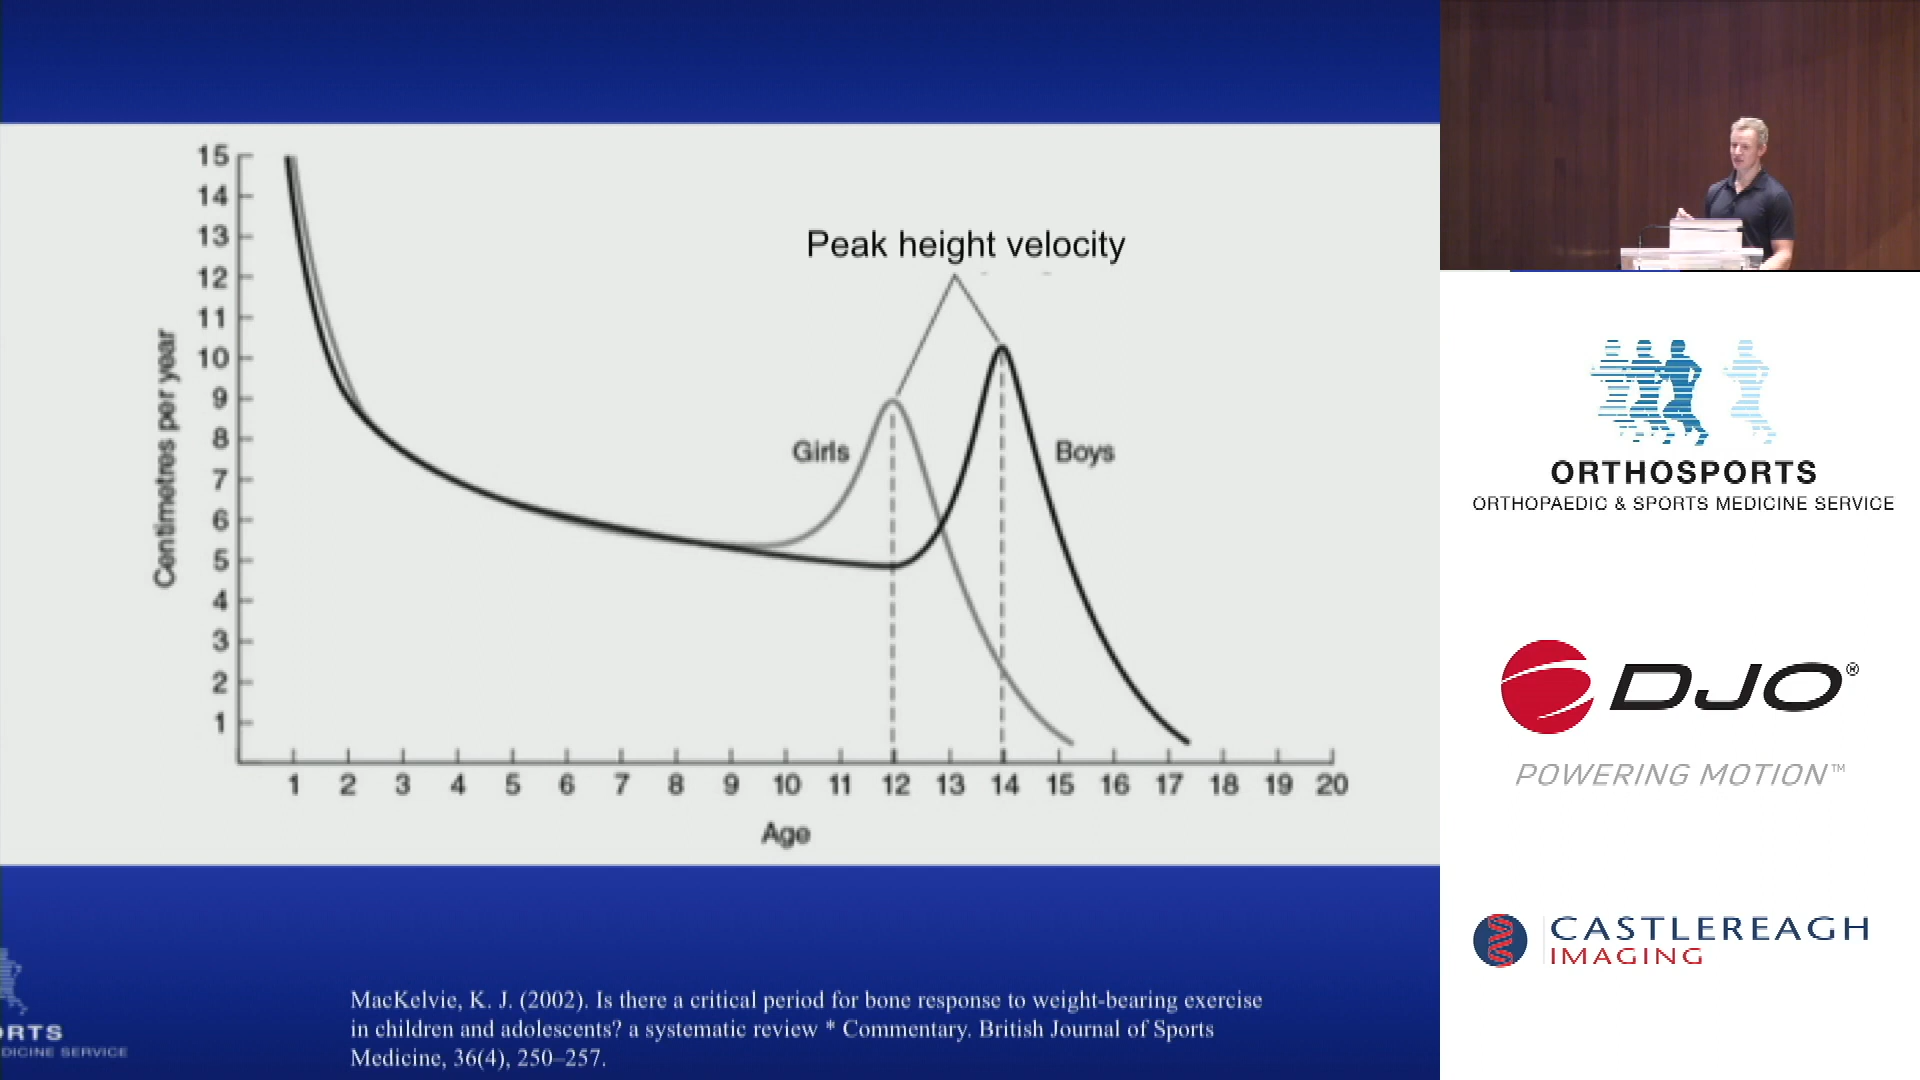 15
14
13
12
11
10
9
8
7
6
5
4
3
2
1
Centimetres per year
Peak height velocity
Girls
Boys
1 2 3 4 5 6 7 8 9 10 11 12 13 14 15 16 17 18 19 20
Age
ORTS
DICINE SERVICE
MacKelvie, K. J. (2002). Is there a critical period for bone response to weight-bearing exercise
in children and adolescents? a systematic review * Commentary. British Journal of Sports
Medicine, 36(4), 250–257.
ORTHOSPORTS
ORTHOPAEDIC & SPORTS MEDICINE SERVICE
DJO®
POWERING MOTION™
CASTLEREAGH
IMAGING